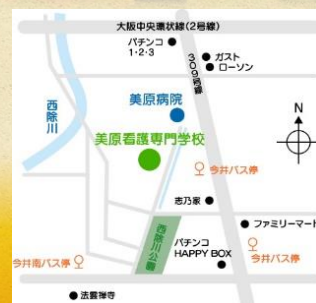 大阪中央環状線(2号線)
パチンコ
1・2・3
309号線
ガスト
ローソン
西除川
美原病院
美原看護専門学校
N
今井バス停
志乃家
西除川公園
ファミリーマート
パチンコ
HAPPY BOX
今井バス停
今井南バス停
法雲禅寺